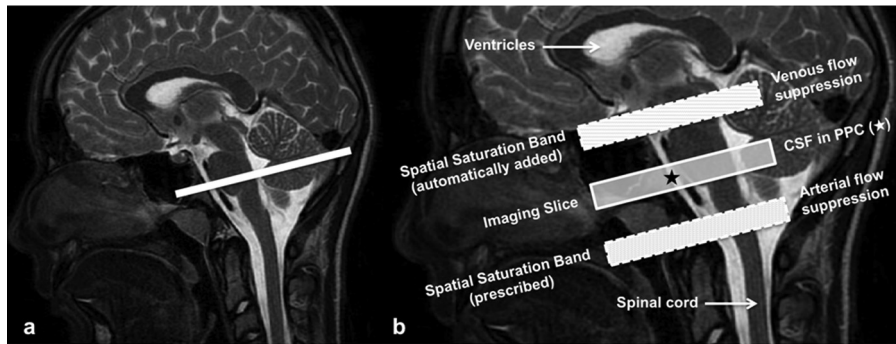 Ventricles
Venous flow
suppression
Spatial Saturation Band
(automatically added)
CSF in PPC (★)
Imaging Slice
Arterial flow
suppression
Spatial Saturation Band
(prescribed)
Spinal cord
a
b